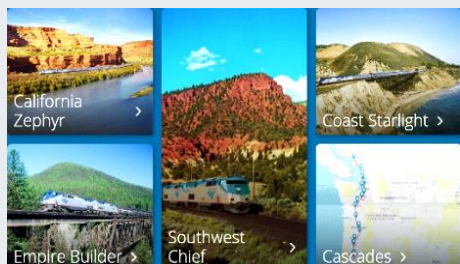 California
Zephyr
Coast Starlight
Empire Builder
Southwest
Chief
Cascades